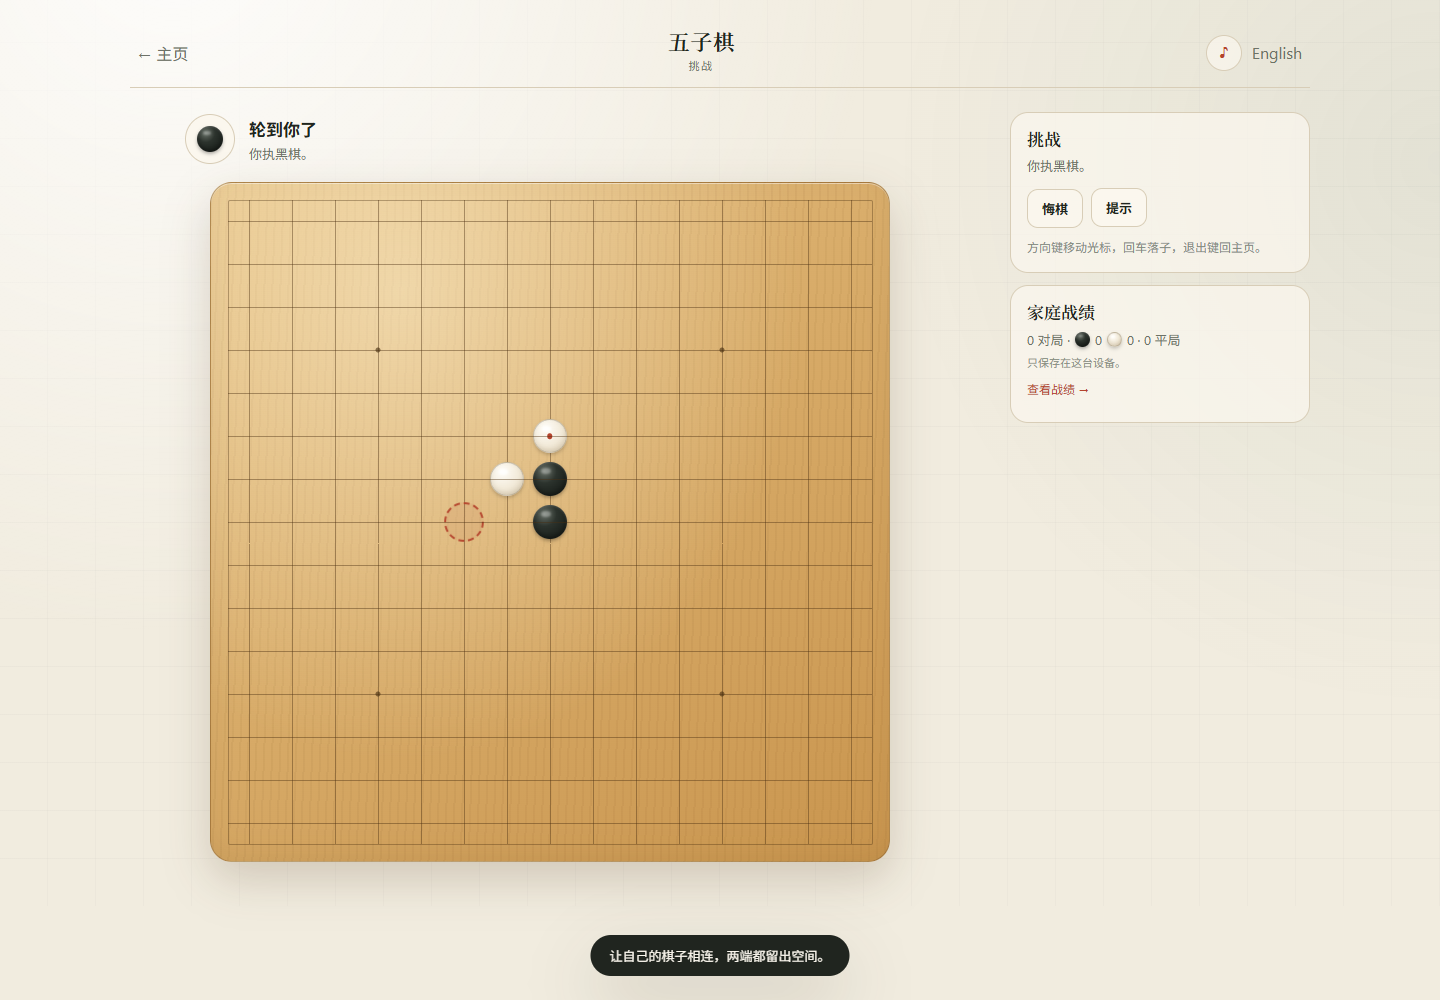 ← 主页
五子棋
挑战
♪ English
轮到你了
你执黑棋。
挑战
你执黑棋。
悔棋 提示
方向键移动光标，回车落子，退出键回主页。
家庭战绩
0 对局 · 0 0 · 0 平局
只保存在这台设备。
查看战绩 →
让自己的棋子相连，两端都留出空间。